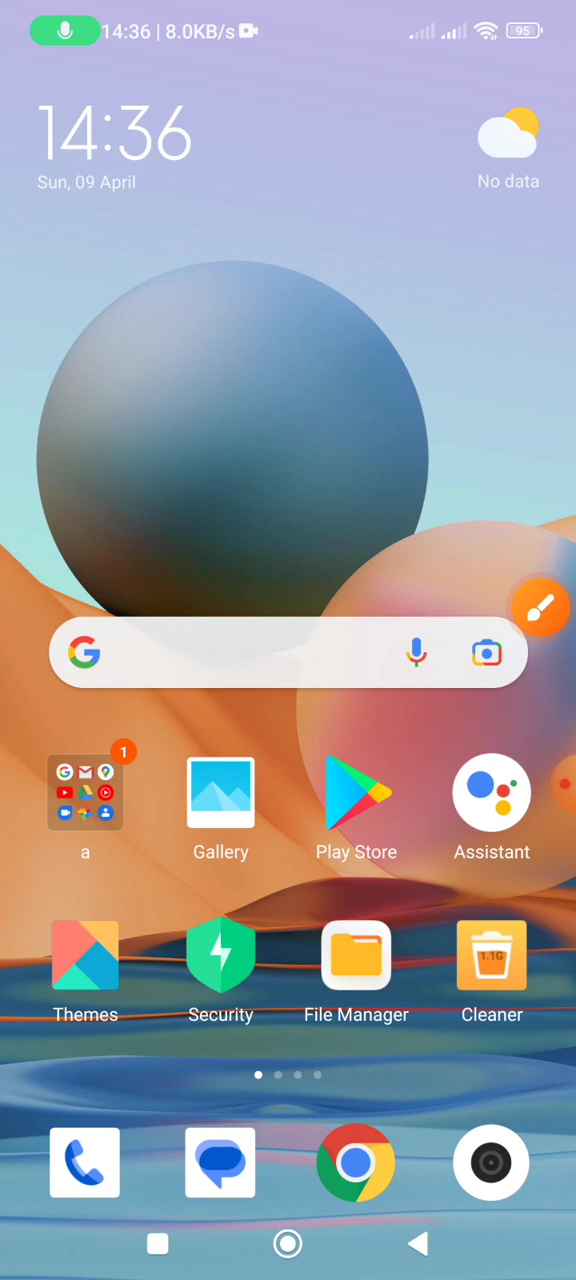 14:36 | 8.0KB/s
95
14:36
Sun, 09 April
No data
1
a
Gallery
Play Store
Assistant
1.1G
Themes
Security
File Manager
Cleaner